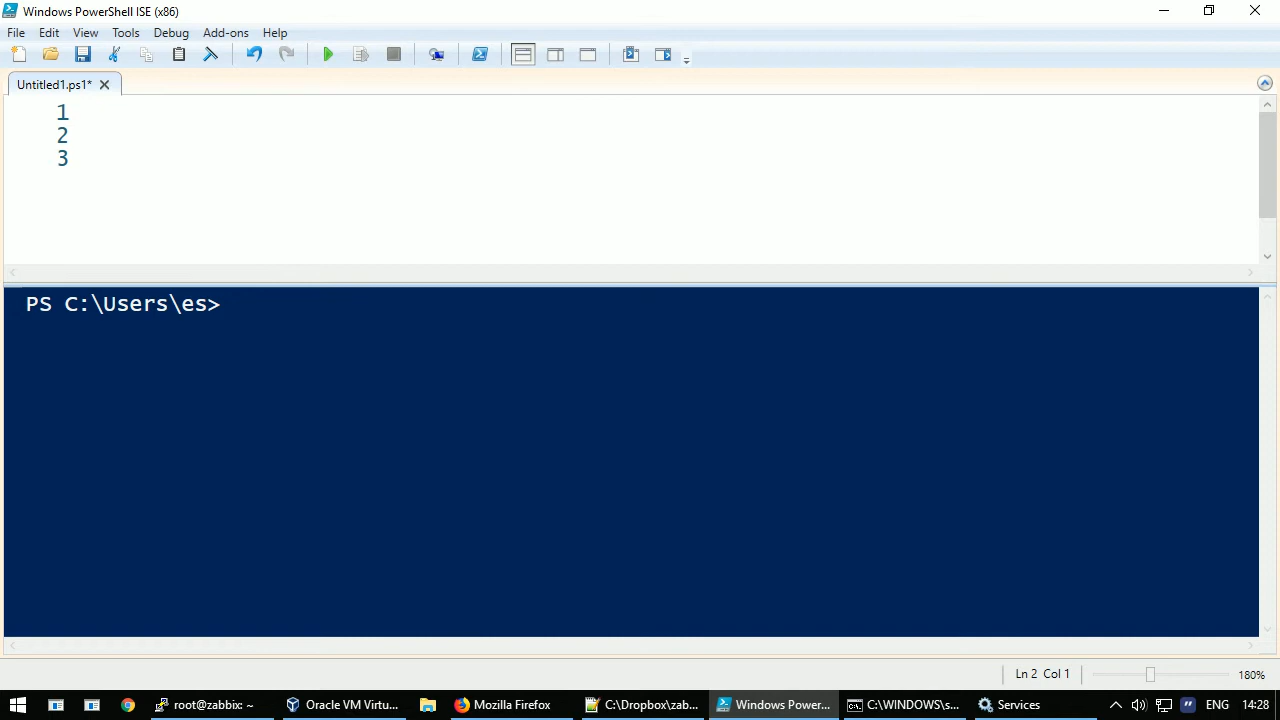 Windows PowerShell ISE (x86)
File Edit View Tools Debug Add-ons Help
Untitled1.ps1*
1
2
3
PS C:\Users\es>
Ln 2 Col 1
180%
root@zabbix: ~
Oracle VM Virtu...
Mozilla Firefox
C:\Dropbox\zab...
Windows Power...
C:\WINDOWS\s...
Services
ENG
14:28